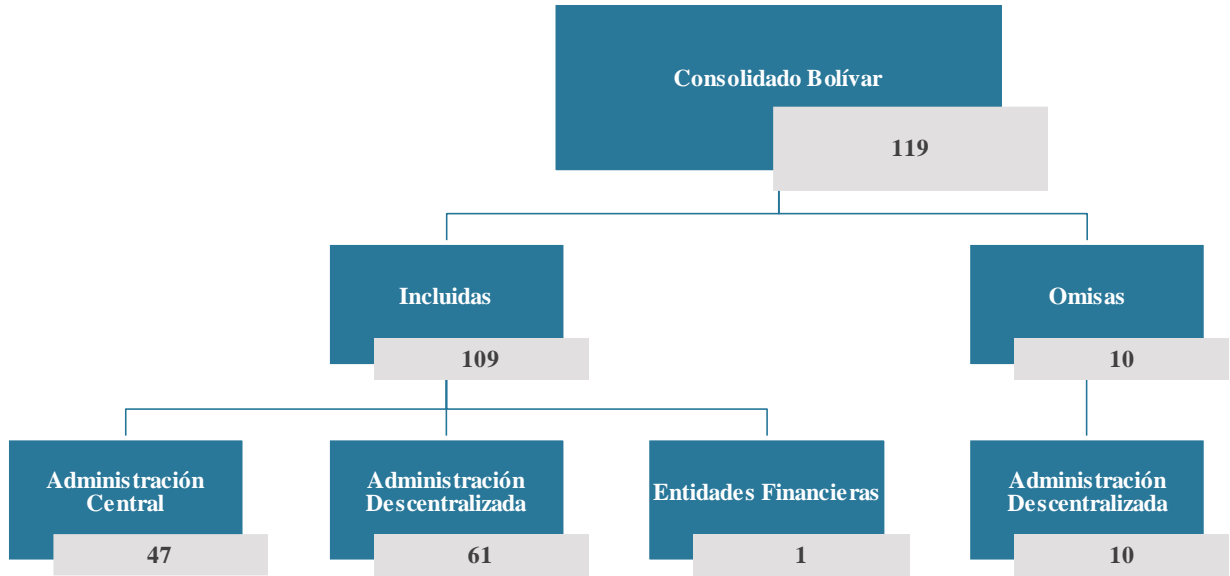 Consolidado Bolívar
119
Incluidas
109
Omisas
10
Administración
Central
47
Administración
Descentralizada
61
Entidades Financieras
1
Administración
Descentralizada
10